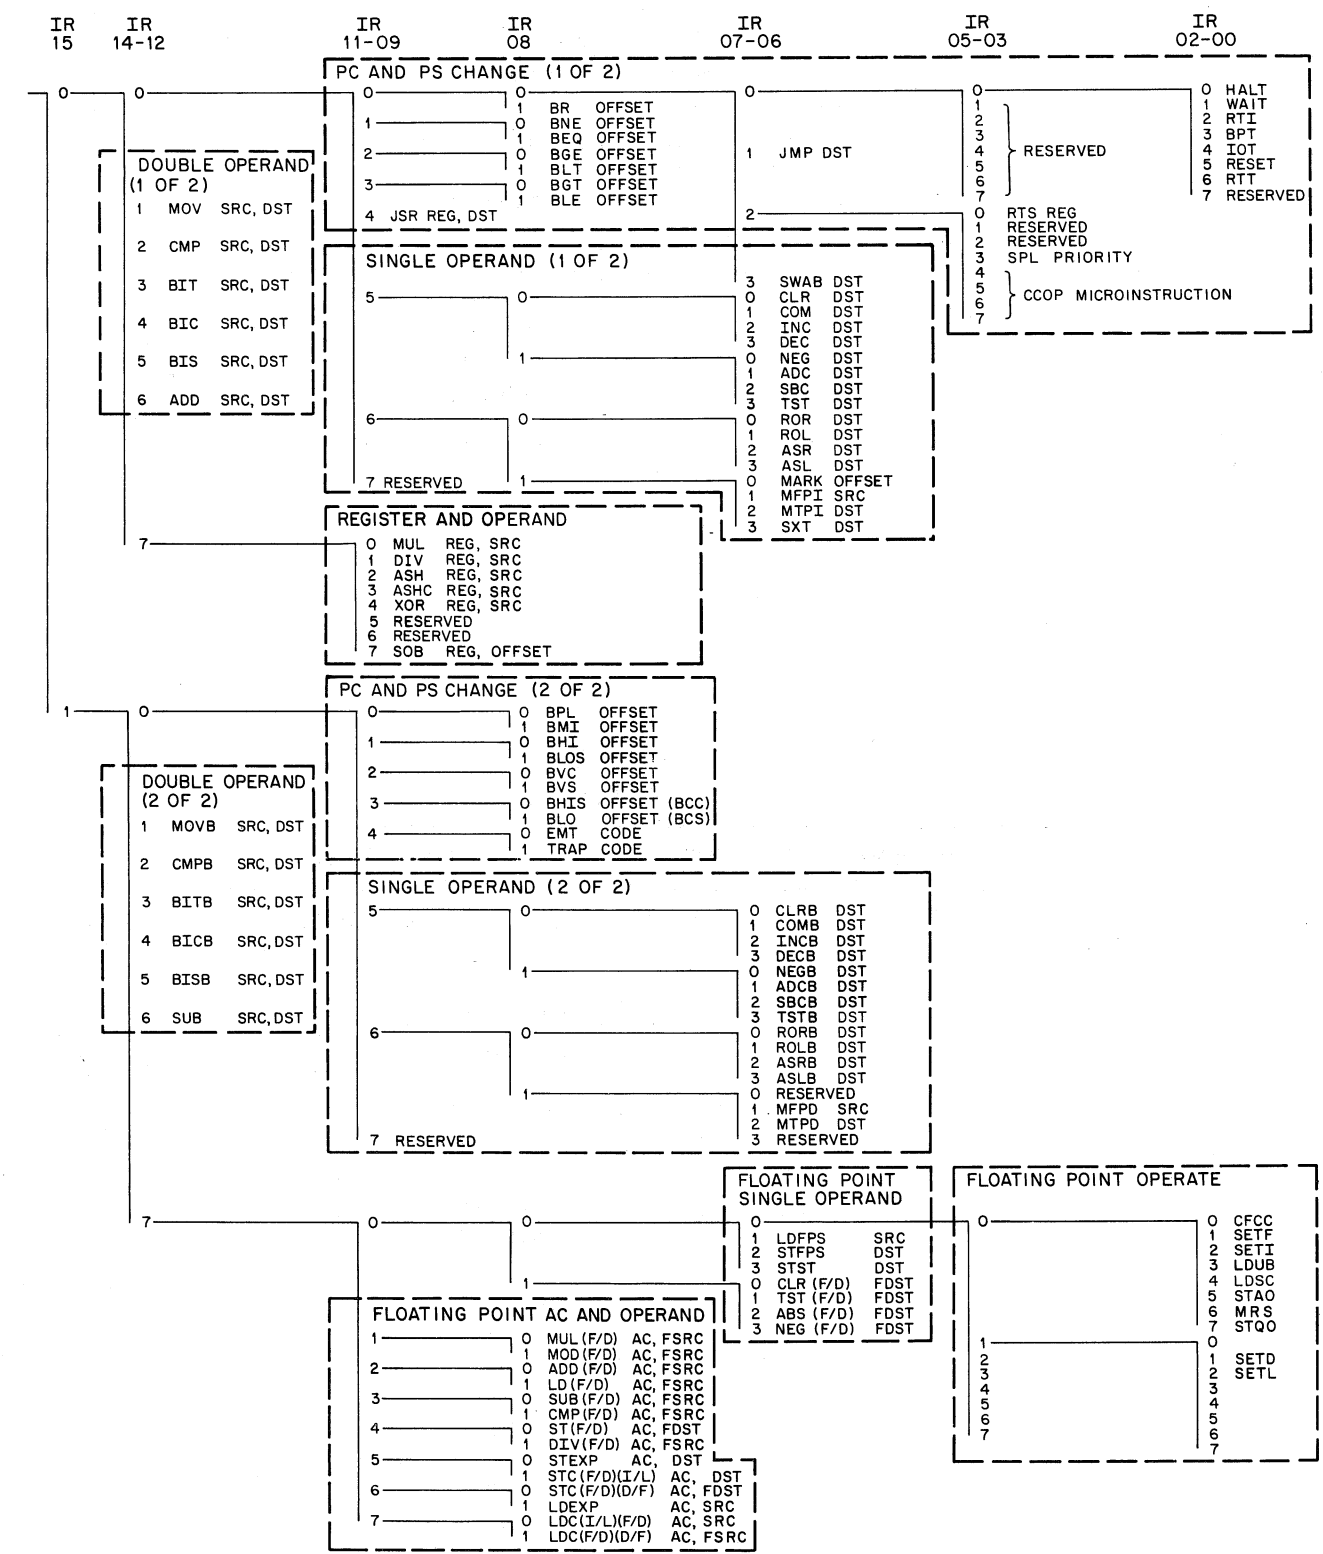 IR 15
IR 14-12
IR 11-09
IR 08
IR 07-06
IR 05-03
IR 02-00
PC AND PS CHANGE (1 OF 2)
0 0 0 0 0 0 0 HALT
1 BR OFFSET
1 0 BNE OFFSET
1 BEQ OFFSET
2 0 BGE OFFSET
1 BLT OFFSET
3 0 BGT OFFSET
1 BLE OFFSET
4 JSR REG, DST
1 JMP DST
2
1
2
3
4
5
6
7
RESERVED
1 WAIT
2 RTI
3 BPT
4 IOT
5 RESET
6 RTT
7 RESERVED
0 RTS REG
1 RESERVED
2 RESERVED
3 SPL PRIORITY
4
5
6
7
CCOP MICROINSTRUCTION
DOUBLE OPERAND
(1 OF 2)
1 MOV SRC, DST
2 CMP SRC, DST
3 BIT SRC, DST
4 BIC SRC, DST
5 BIS SRC, DST
6 ADD SRC, DST
SINGLE OPERAND (1 OF 2)
3 SWAB DST
5 0 0 CLR DST
1 COM DST
2 INC DST
3 DEC DST
1 0 NEG DST
1 ADC DST
2 SBC DST
3 TST DST
6 0 0 ROR DST
1 ROL DST
2 ASR DST
3 ASL DST
7 RESERVED 1 0 MARK OFFSET
1 MFPI SRC
2 MTPI DST
3 SXT DST
REGISTER AND OPERAND
7 0 MUL REG, SRC
1 DIV REG, SRC
2 ASH REG, SRC
3 ASHC REG, SRC
4 XOR REG, SRC
5 RESERVED
6 RESERVED
7 SOB REG, OFFSET
PC AND PS CHANGE (2 OF 2)
1 0 0 0 BPL OFFSET
1 BMI OFFSET
1 0 BHI OFFSET
1 BLOS OFFSET
2 0 BVC OFFSET
1 BVS OFFSET
3 0 BHIS OFFSET (BCC)
1 BLO OFFSET (BCS)
4 0 EMT CODE
1 TRAP CODE
DOUBLE OPERAND
(2 OF 2)
1 MOVB SRC, DST
2 CMPB SRC, DST
3 BITB SRC, DST
4 BICB SRC, DST
5 BISB SRC, DST
6 SUB SRC, DST
SINGLE OPERAND (2 OF 2)
5 0 0 CLRB DST
1 COMB DST
2 INCB DST
3 DECB DST
1 0 NEGB DST
1 ADCB DST
2 SBCB DST
3 TSTB DST
6 0 0 RORB DST
1 ROLB DST
2 ASRB DST
3 ASLB DST
1 0 RESERVED
1 MFPD SRC
2 MTPD DST
7 RESERVED 3 RESERVED
FLOATING POINT
SINGLE OPERAND
7 0 0 0
1 LDFPS SRC
2 STFPS DST
3 STST DST
1 0 CLR (F/D) FDST
1 TST (F/D) FDST
2 ABS (F/D) FDST
3 NEG (F/D) FDST
FLOATING POINT OPERATE
0 0 CFCC
1 SETF
2 SETI
3 LDUB
4 LDSC
5 STAO
6 MRS
7 STQO
1 0
2 1 SETD
3 2 SETL
4 3
5 4
6 5
7 6
7
FLOATING POINT AC AND OPERAND
1 0 MUL (F/D) AC, FSRC
1 MOD (F/D) AC, FSRC
2 0 ADD (F/D) AC, FSRC
1 LD (F/D) AC, FSRC
3 0 SUB (F/D) AC, FSRC
1 CMP (F/D) AC, FSRC
4 0 ST(F/D) AC, FDST
1 DIV (F/D) AC, FSRC
5 0 STEXP AC, DST
1 STC (F/D)(I/L) AC, DST
6 0 STC (F/D)(D/F) AC, FDST
1 LDEXP AC, SRC
7 0 LDC (I/L)(F/D) AC, SRC
1 LDC (F/D)(D/F) AC, FSRC